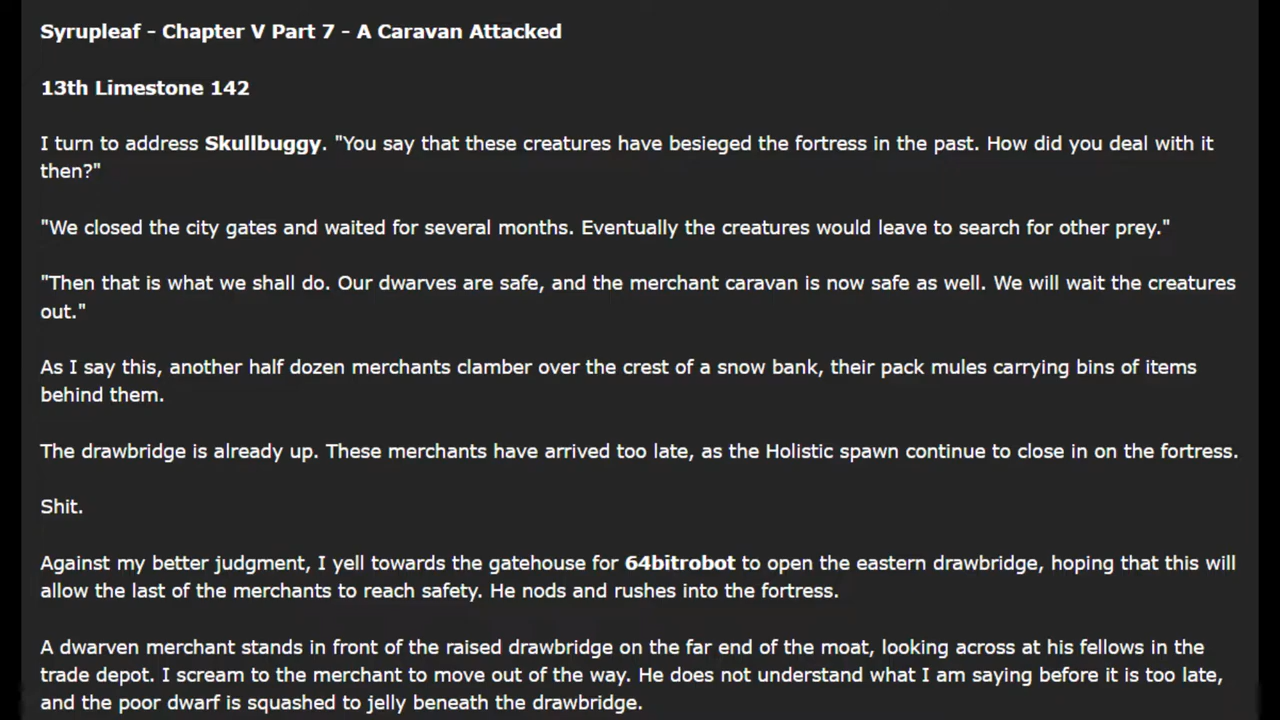 Syrupleaf - Chapter V Part 7 - A Caravan Attacked
13th Limestone 142
I turn to address Skullbuggy. "You say that these creatures have besieged the fortress in the past. How did you deal with it
then?"
"We closed the city gates and waited for several months. Eventually the creatures would leave to search for other prey."
"Then that is what we shall do. Our dwarves are safe, and the merchant caravan is now safe as well. We will wait the creatures
out."
As I say this, another half dozen merchants clamber over the crest of a snow bank, their pack mules carrying bins of items
behind them.
The drawbridge is already up. These merchants have arrived too late, as the Holistic spawn continue to close in on the fortress.
Shit.
Against my better judgment, I yell towards the gatehouse for 64bitrobot to open the eastern drawbridge, hoping that this will
allow the last of the merchants to reach safety. He nods and rushes into the fortress.
A dwarven merchant stands in front of the raised drawbridge on the far end of the moat, looking across at his fellows in the
trade depot. I scream to the merchant to move out of the way. He does not understand what I am saying before it is too late,
and the poor dwarf is squashed to jelly beneath the drawbridge.